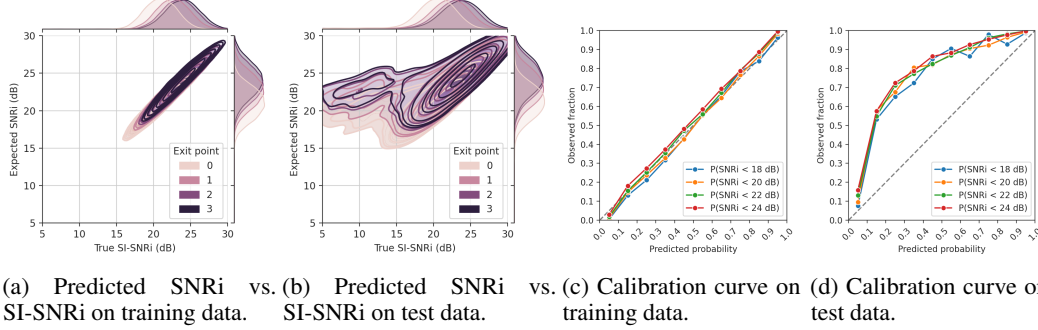 30
25
20
15
10
5
Expected SNRi (dB)
Exit point
0
1
2
3
5 10 15 20 25 30
True SI-SNRi (dB)
30
25
20
15
10
5
Expected SNRi (dB)
Exit point
0
1
2
3
5 10 15 20 25 30
True SI-SNRi (dB)
1.0
0.9
0.8
0.7
0.6
0.5
0.4
0.3
0.2
0.1
0.0
Observed fraction
P(SNRi < 18 dB)
P(SNRi < 20 dB)
P(SNRi < 22 dB)
P(SNRi < 24 dB)
0.0 0.1 0.2 0.3 0.4 0.5 0.6 0.7 0.8 0.9 1.0
Predicted probability
1.0
0.9
0.8
0.7
0.6
0.5
0.4
0.3
0.2
0.1
0.0
Observed fraction
P(SNRi < 18 dB)
P(SNRi < 20 dB)
P(SNRi < 22 dB)
P(SNRi < 24 dB)
0.0 0.1 0.2 0.3 0.4 0.5 0.6 0.7 0.8 0.9 1.0
Predicted probability
(a) Predicted SNRi vs.
SI-SNRi on training data.
(b) Predicted SNRi vs.
SI-SNRi on test data.
(c) Calibration curve on
training data.
(d) Calibration curve
test data.